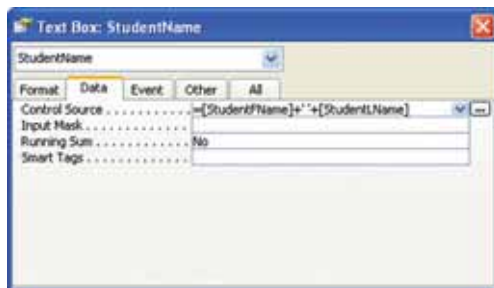 Text Box: StudentName
StudentName
Format Data Event Other All
Control Source . . . . . . . . . . . =[StudentFName]+' '+[StudentLName] ...
Input Mask . . . . . . . . . . . . .
Running Sum . . . . . . . . . . . . No
Smart Tags . . . . . . . . . . . . .